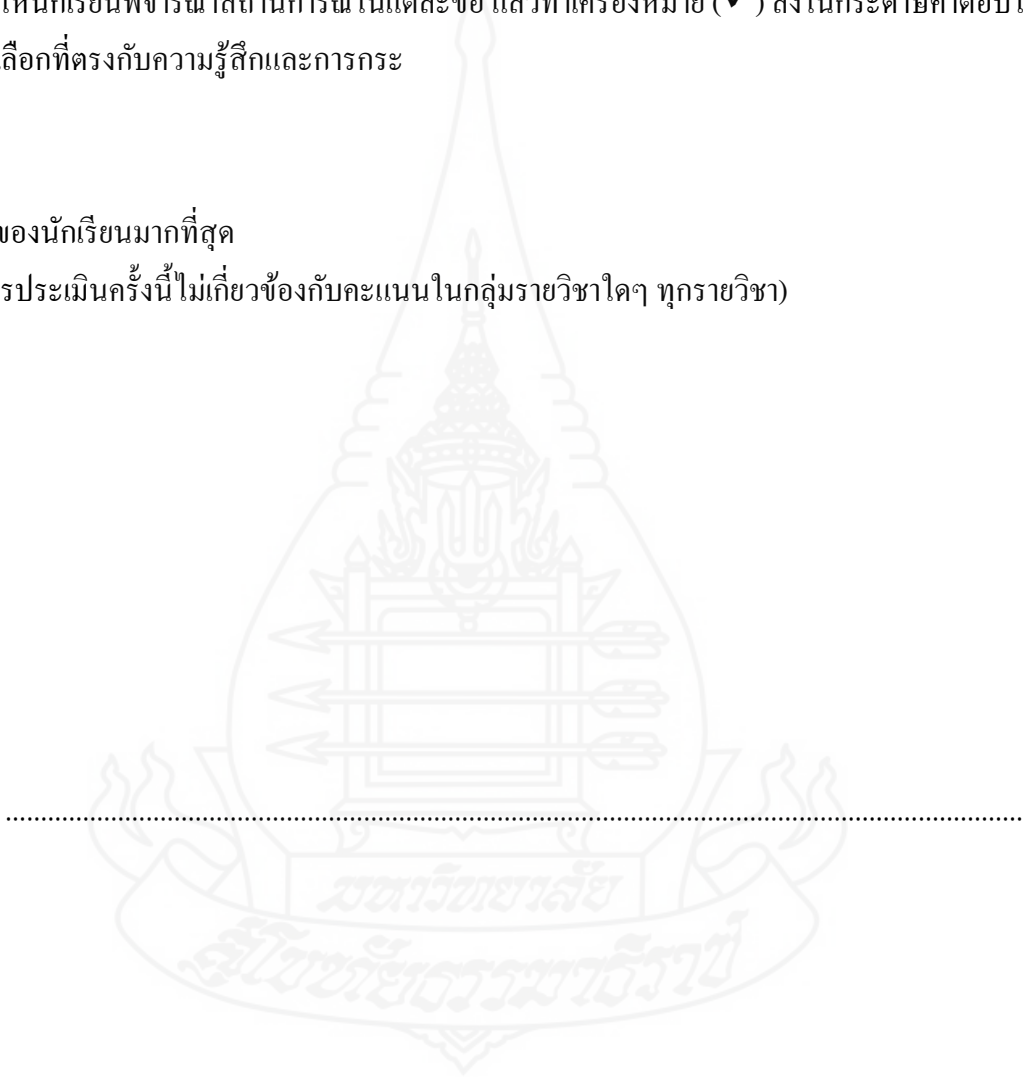 ให้นักเรียนพิจารณาสถานการณ์ในแต่ละข้อ แล้วทำเครื่องหมาย (✓ ) ลงในกระดาษคำตอบ
เลือกที่ตรงกับความรู้สึกและการกระ
ของนักเรียนมากที่สุด
รประเมินครั้งนี้ไม่เกี่ยวข้องกับคะแนนในกลุ่มรายวิชาใดๆ ทุกรายวิชา)
................................................................................................................................................
มหาวิทยาลัย
สุโขทัยธรรมาธิราช